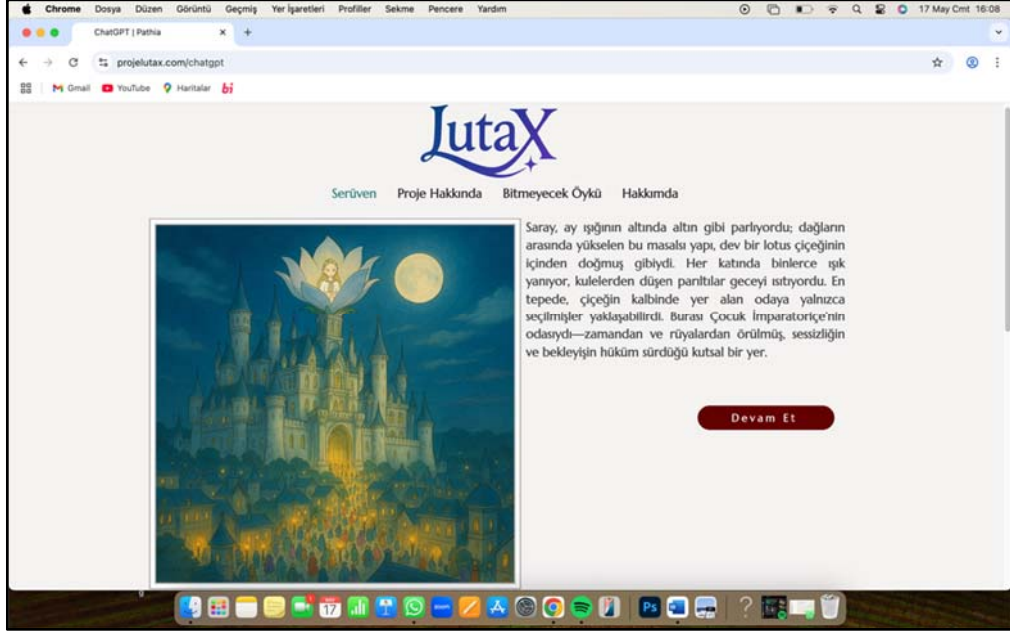 Chrome Dosya Düzen Görüntü Geçmiş Yer İşaretleri Profiller Sekme Pencere Yardım 17 May Cmt 16:08
ChatGPT | Pathia
projelutax.com/chatgpt
Gmail YouTube Haritalar bi
LutaX
Serüven Proje Hakkında Bitmeyecek Öykü Hakkımda
Saray, ay ışığının altında altın gibi parlıyordu; dağların
arasında yükselen bu masalsı yapı, dev bir lotus çiçeğinin
içinden doğmuş gibiydi. Her katında binlerce ışık
yanıyor, kulelerden düşen parıltılar geceyi ısıtıyordu. En
tepede, çiçeğin kalbinde yer alan odaya yalnızca
seçilmişler yaklaşabilirdi. Burası Çocuk İmparatoriçe'nin
odasıydı—zamandan ve rüyalardan örülmüş, sessizliğin
ve bekleyişin hüküm sürdüğü kutsal bir yer.
Devam Et
17
zoom
Ps